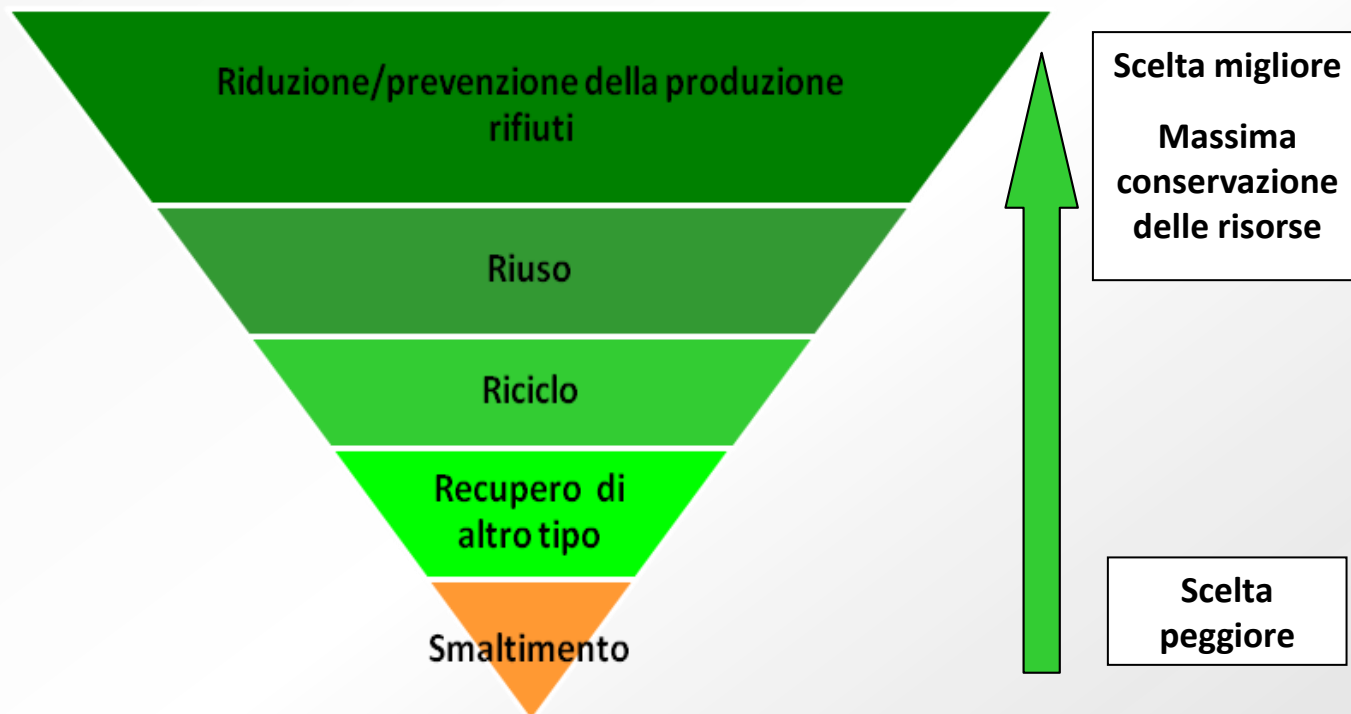 Riduzione/prevenzione della produzione
rifiuti
Riuso
Riciclo
Recupero di
altro tipo
Smaltimento
Scelta migliore
Massima
conservazione
delle risorse
Scelta
peggiore